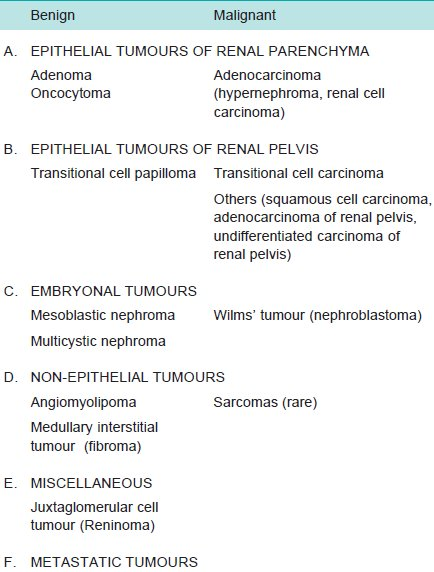 Benign Malignant
A. EPITHELIAL TUMOURS OF RENAL PARENCHYMA
Adenoma Adenocarcinoma
Oncocytoma (hypernephroma, renal cell
carcinoma)
B. EPITHELIAL TUMOURS OF RENAL PELVIS
Transitional cell papilloma Transitional cell carcinoma
Others (squamous cell carcinoma,
adenocarcinoma of renal pelvis,
undifferentiated carcinoma of
renal pelvis)
C. EMBRYONAL TUMOURS
Mesoblastic nephroma Wilms’ tumour (nephroblastoma)
Multicystic nephroma
D. NON-EPITHELIAL TUMOURS
Angiomyolipoma Sarcomas (rare)
Medullary interstitial
tumour (fibroma)
E. MISCELLANEOUS
Juxtaglomerular cell
tumour (Reninoma)
F. METASTATIC TUMOURS